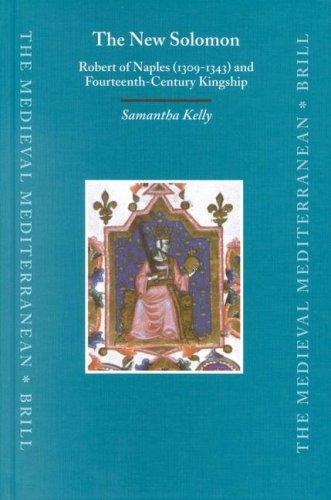 The New Solomon
Robert of Naples (1309-1343) and
Fourteenth-Century Kingship
Samantha Kelly
THE MEDIEVAL MEDITERRANEAN * BRILL
THE MEDIEVAL MEDITERRANEAN * BRILL